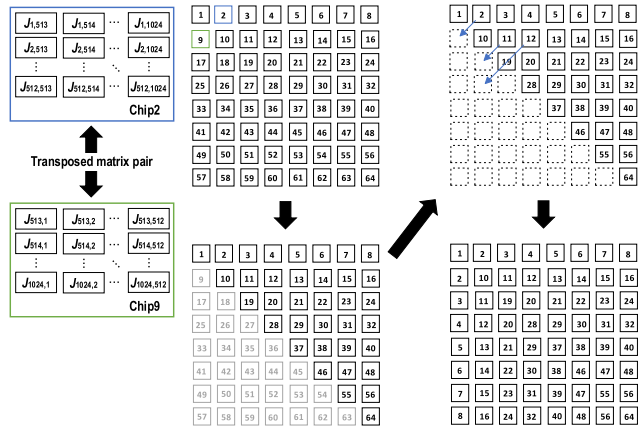 J1,513 J1,514 ⋯ J1,1024
J2,513 J2,514 ⋯ J2,1024
⋮ ⋮ ⋱ ⋮
J512,513 J512,514 ⋯ J512,1024
Chip2
Transposed matrix pair
J513,1 J513,2 ⋯ J513,512
J514,1 J514,2 ⋯ J514,512
⋮ ⋮ ⋱ ⋮
J1024,1 J1024,2 ⋯ J1024,512
Chip9
1 2 3 4 5 6 7 8
9 10 11 12 13 14 15 16
17 18 19 20 21 22 23 24
25 26 27 28 29 30 31 32
33 34 35 36 37 38 39 40
41 42 43 44 45 46 47 48
49 50 51 52 53 54 55 56
57 58 59 60 61 62 63 64
1 2 3 4 5 6 7 8
9 10 11 12 13 14 15 16
17 18 19 20 21 22 23 24
25 26 27 28 29 30 31 32
33 34 35 36 37 38 39 40
41 42 43 44 45 46 47 48
49 50 51 52 53 54 55 56
57 58 59 60 61 62 63 64
1 2 3 4 5 6 7 8
10 11 12 13 14 15 16
19 20 21 22 23 24
28 29 30 31 32
37 38 39 40
46 47 48
55 56
64
1 2 3 4 5 6 7 8
2 10 11 12 13 14 15 16
3 11 19 20 21 22 23 24
4 12 20 28 29 30 31 32
5 13 21 29 37 38 39 40
6 14 22 30 38 46 47 48
7 15 23 31 39 47 55 56
8 16 24 32 40 48 56 64